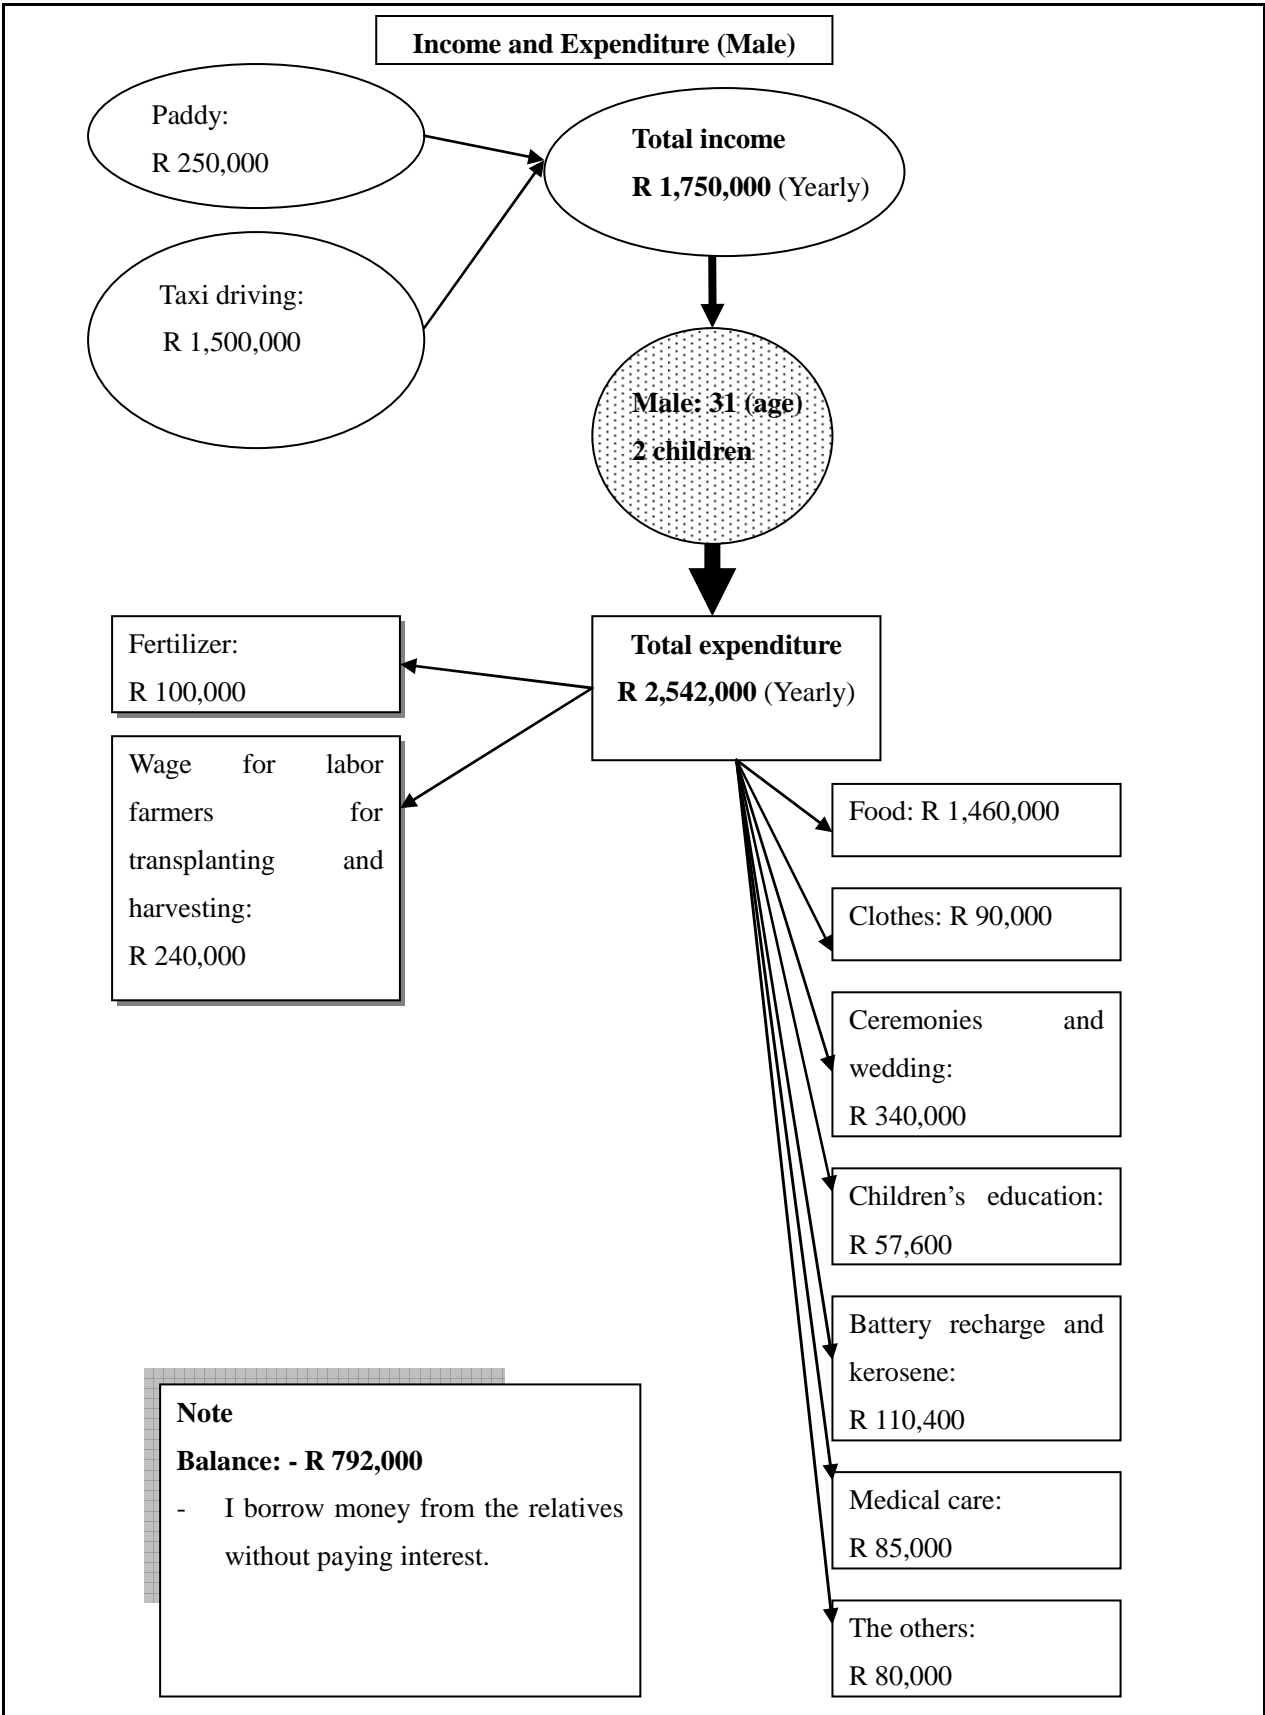 Income and Expenditure (Male)
Paddy:
R 250,000
Total income
R 1,750,000 (Yearly)
Taxi driving:
R 1,500,000
Male: 31 (age)
2 children
Fertilizer:
R 100,000
Total expenditure
R 2,542,000 (Yearly)
Wage for labor
farmers for
transplanting and
harvesting:
R 240,000
Food: R 1,460,000
Clothes: R 90,000
Ceremonies and
wedding:
R 340,000
Children’s education:
R 57,600
Battery recharge and
kerosene:
R 110,400
Medical care:
R 85,000
The others:
R 80,000
Note
Balance: - R 792,000
- I borrow money from the relatives
without paying interest.